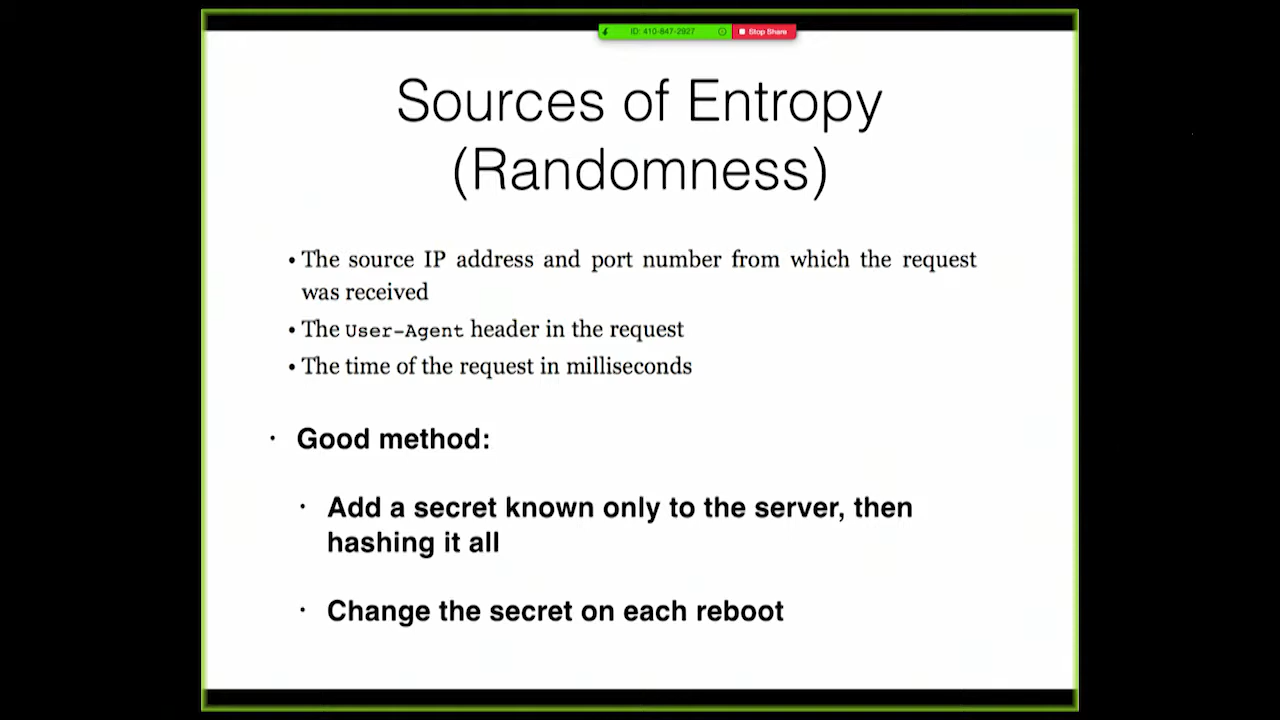 ID: 410-847-2927
Stop Share
Sources of Entropy
(Randomness)
• The source IP address and port number from which the request
was received
• The User-Agent header in the request
• The time of the request in milliseconds
• Good method:
• Add a secret known only to the server, then
hashing it all
• Change the secret on each reboot